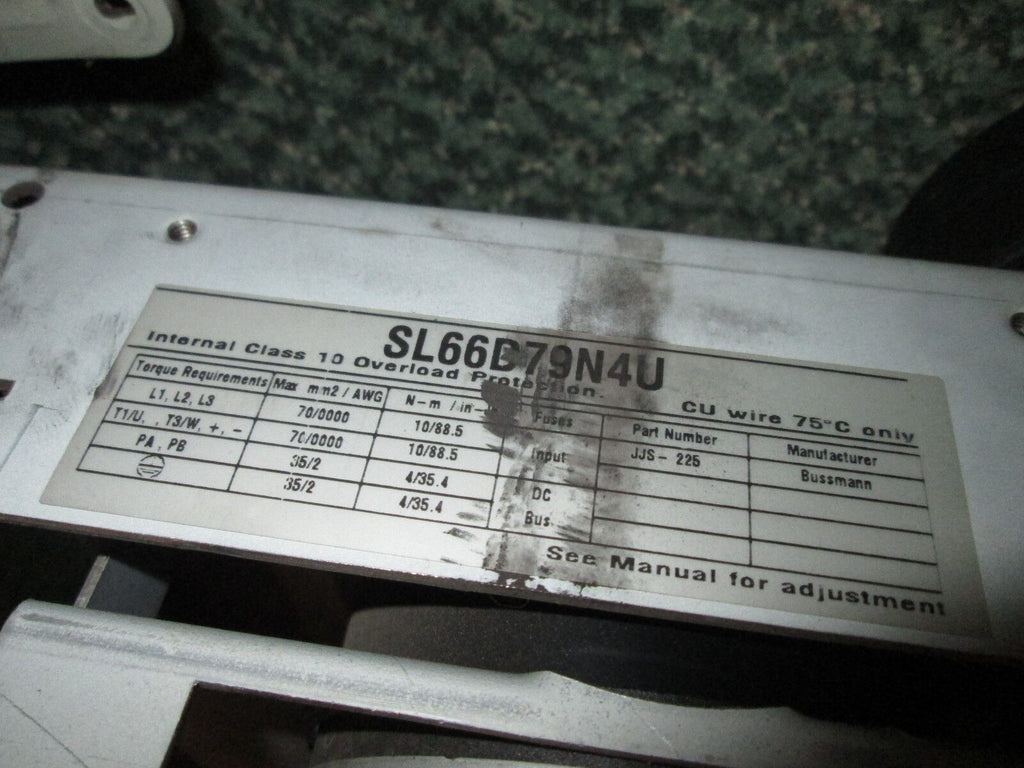 SL66D79N4U
Internal Class 10 Overload Protection. CU wire 75°C only
Torque Requirements Max mm2 / AWG N-m / in- Fuses Part Number Manufacturer
L1, L2, L3 70/0000 10/88.5 Input JJS - 225 Bussmann
T1/U, , T3/W, +, - 70/0000 10/88.5 DC
PA, PB 35/2 4/35.4 Bus
35/2 4/35.4
See Manual for adjustment